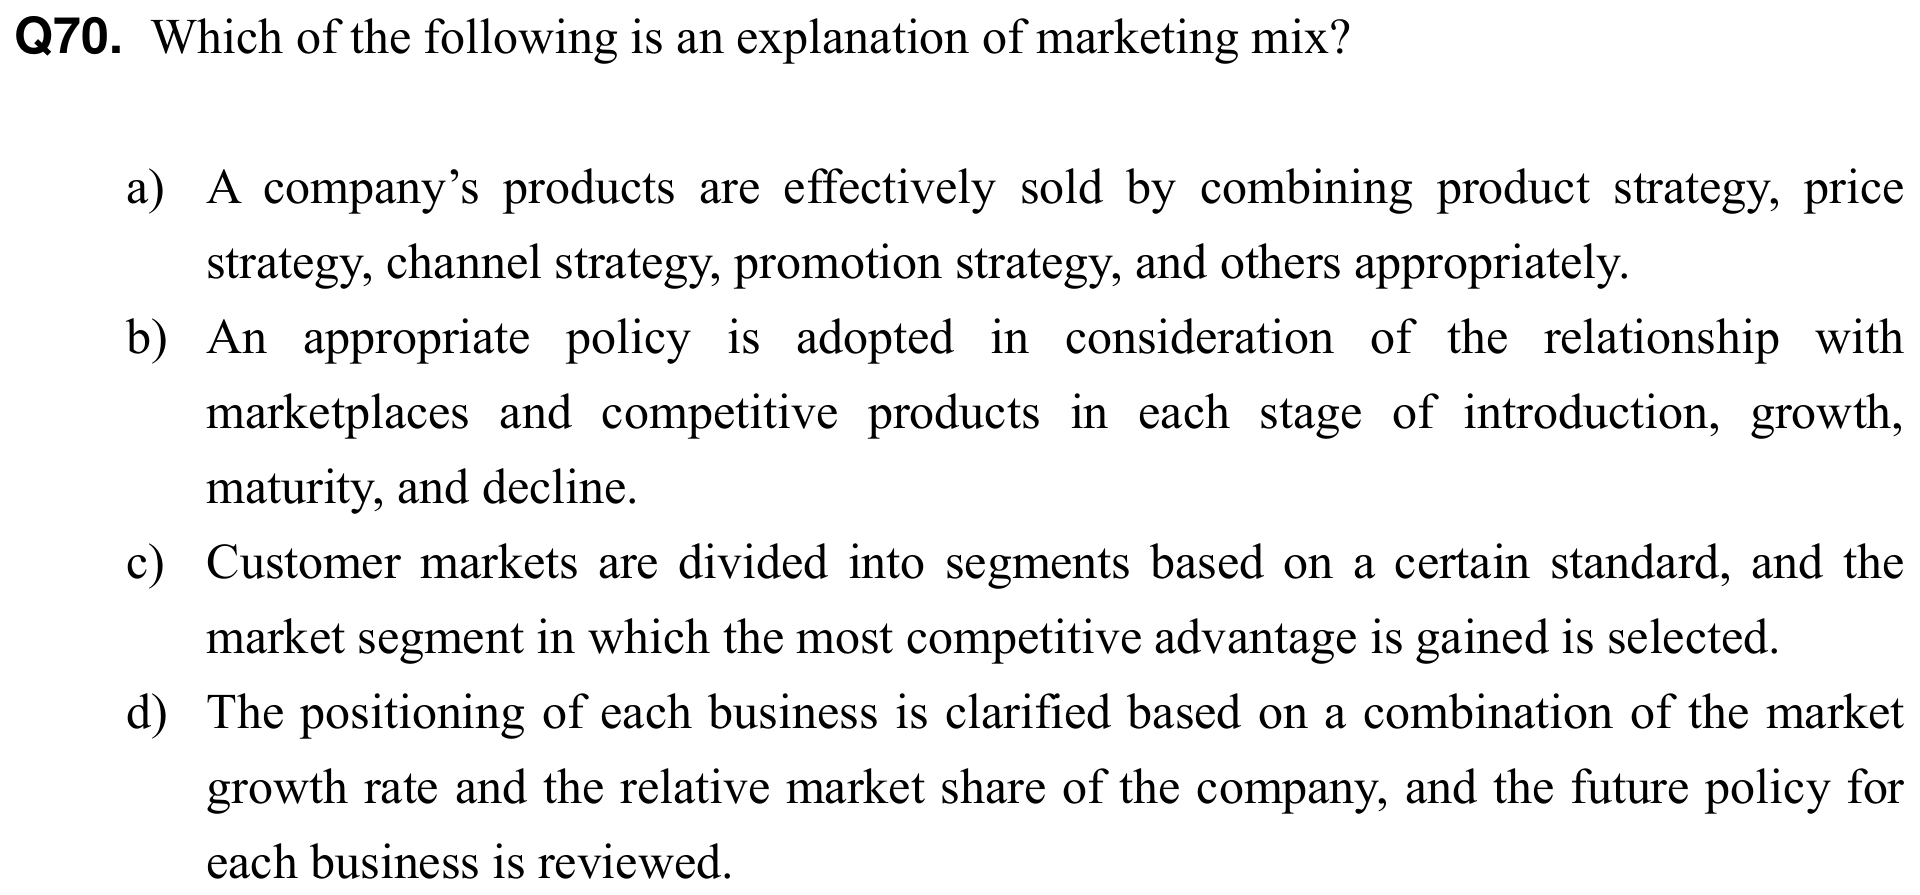 Q70. Which of the following is an explanation of marketing mix?
a) A company’s products are effectively sold by combining product strategy, price
strategy, channel strategy, promotion strategy, and others appropriately.
b) An appropriate policy is adopted in consideration of the relationship with
marketplaces and competitive products in each stage of introduction, growth,
maturity, and decline.
c) Customer markets are divided into segments based on a certain standard, and the
market segment in which the most competitive advantage is gained is selected.
d) The positioning of each business is clarified based on a combination of the market
growth rate and the relative market share of the company, and the future policy for
each business is reviewed.